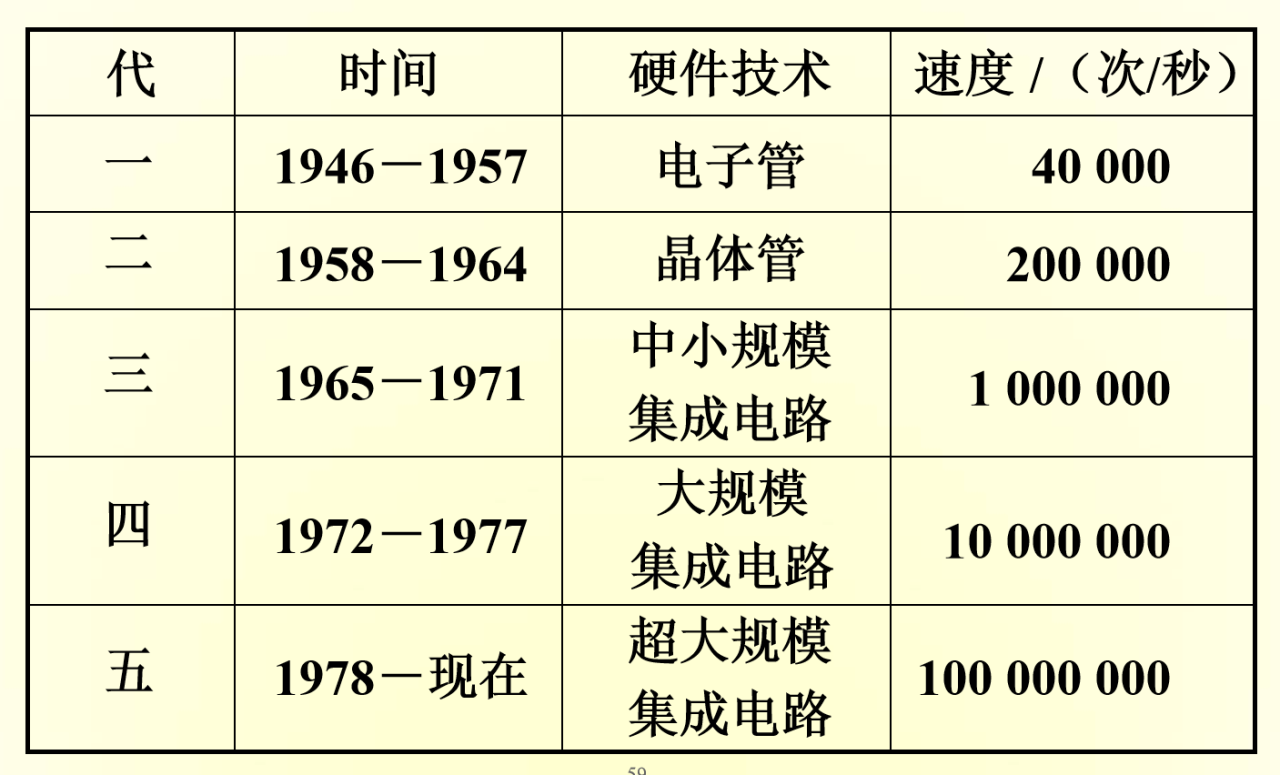 代 时间 硬件技术 速度 /（次/秒）
一 1946－1957 电子管 40 000
二 1958－1964 晶体管 200 000
三 1965－1971 中小规模
集成电路 1 000 000
四 1972－1977 大规模
集成电路 10 000 000
五 1978－现在 超大规模
集成电路 100 000 000
59